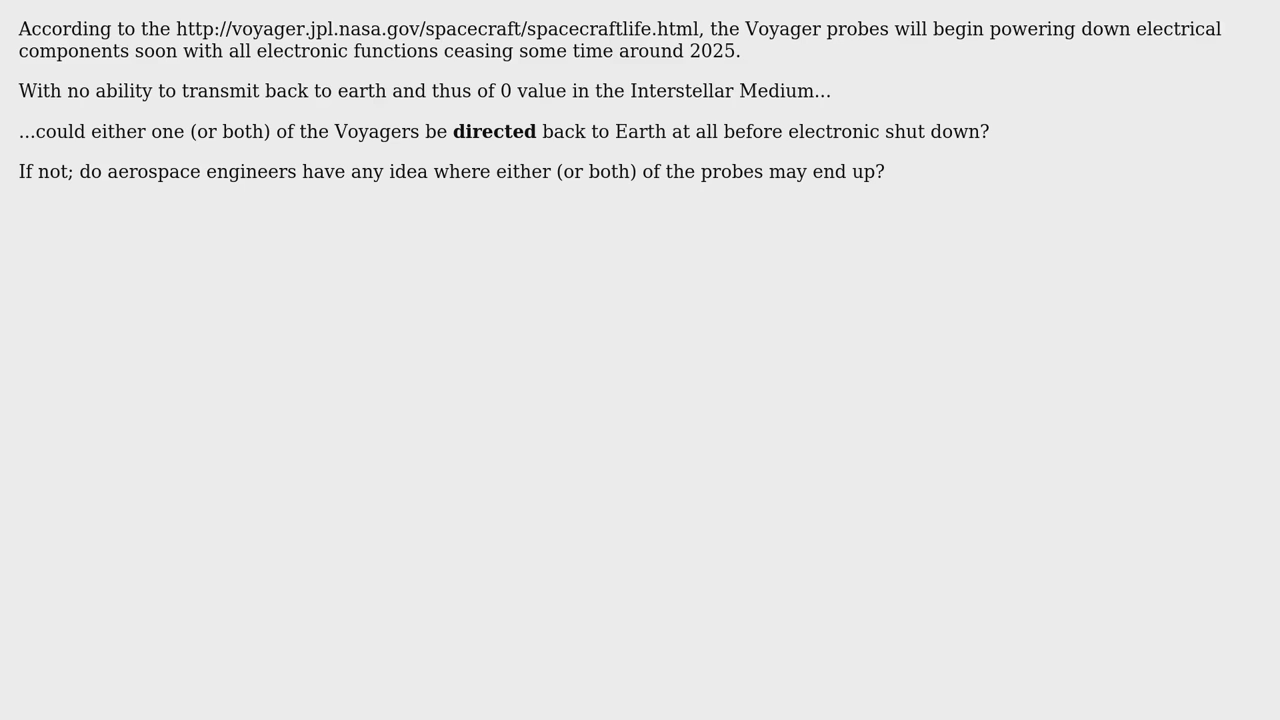 According to the http://voyager.jpl.nasa.gov/spacecraft/spacecraftlife.html, the Voyager probes will begin powering down electrical
components soon with all electronic functions ceasing some time around 2025.
With no ability to transmit back to earth and thus of 0 value in the Interstellar Medium...
...could either one (or both) of the Voyagers be directed back to Earth at all before electronic shut down?
If not; do aerospace engineers have any idea where either (or both) of the probes may end up?